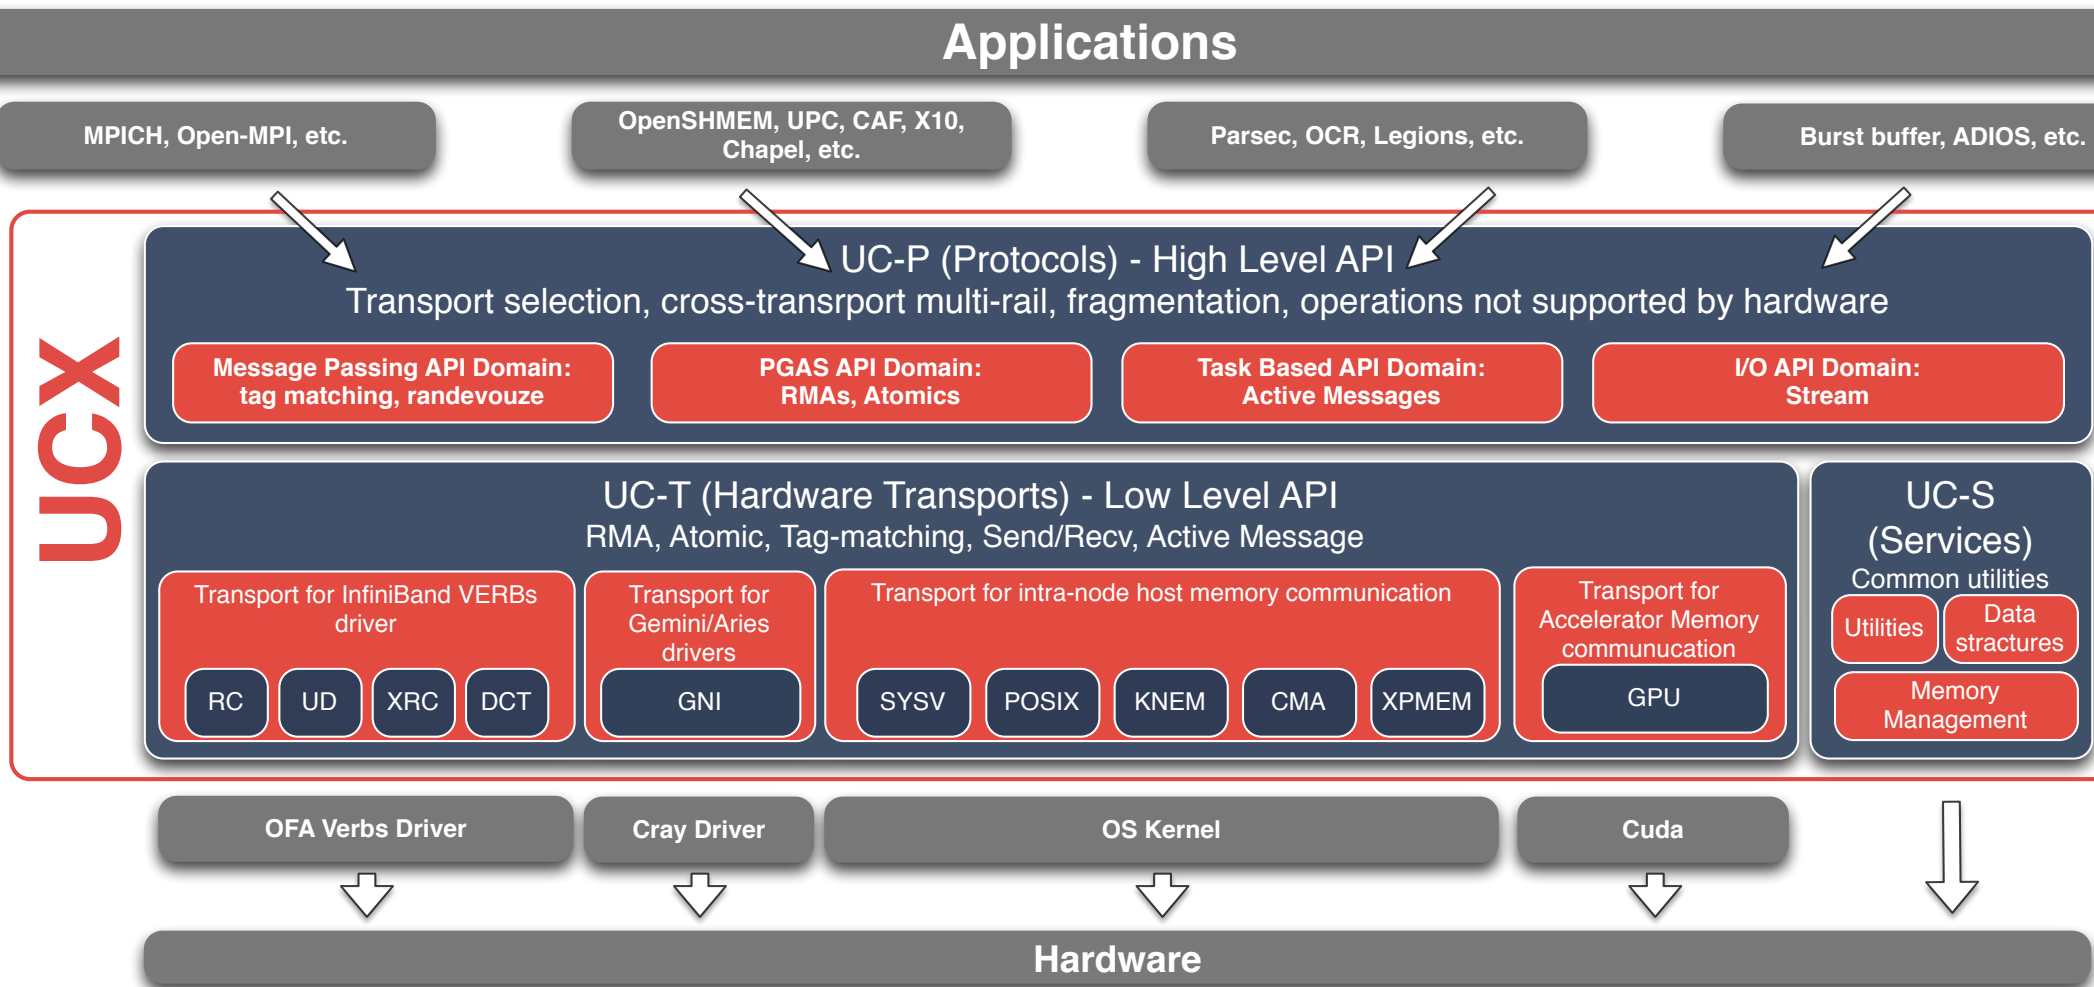 Applications
MPICH, Open-MPI, etc.
OpenSHMEM, UPC, CAF, X10,
Chapel, etc.
Parsec, OCR, Legions, etc.
Burst buffer, ADIOS, etc.
UCX
UC-P (Protocols) - High Level API
Transport selection, cross-transrport multi-rail, fragmentation, operations not supported by hardware
Message Passing API Domain:
tag matching, randevouze
PGAS API Domain:
RMAs, Atomics
Task Based API Domain:
Active Messages
I/O API Domain:
Stream
UC-T (Hardware Transports) - Low Level API
RMA, Atomic, Tag-matching, Send/Recv, Active Message
Transport for InfiniBand VERBs
driver
RC
UD
XRC
DCT
Transport for
Gemini/Aries
drivers
GNI
Transport for intra-node host memory communication
SYSV
POSIX
KNEM
CMA
XPMEM
Transport for
Accelerator Memory
communucation
GPU
UC-S
(Services)
Common utilities
Utilities
Data
stractures
Memory
Management
OFA Verbs Driver
Cray Driver
OS Kernel
Cuda
Hardware